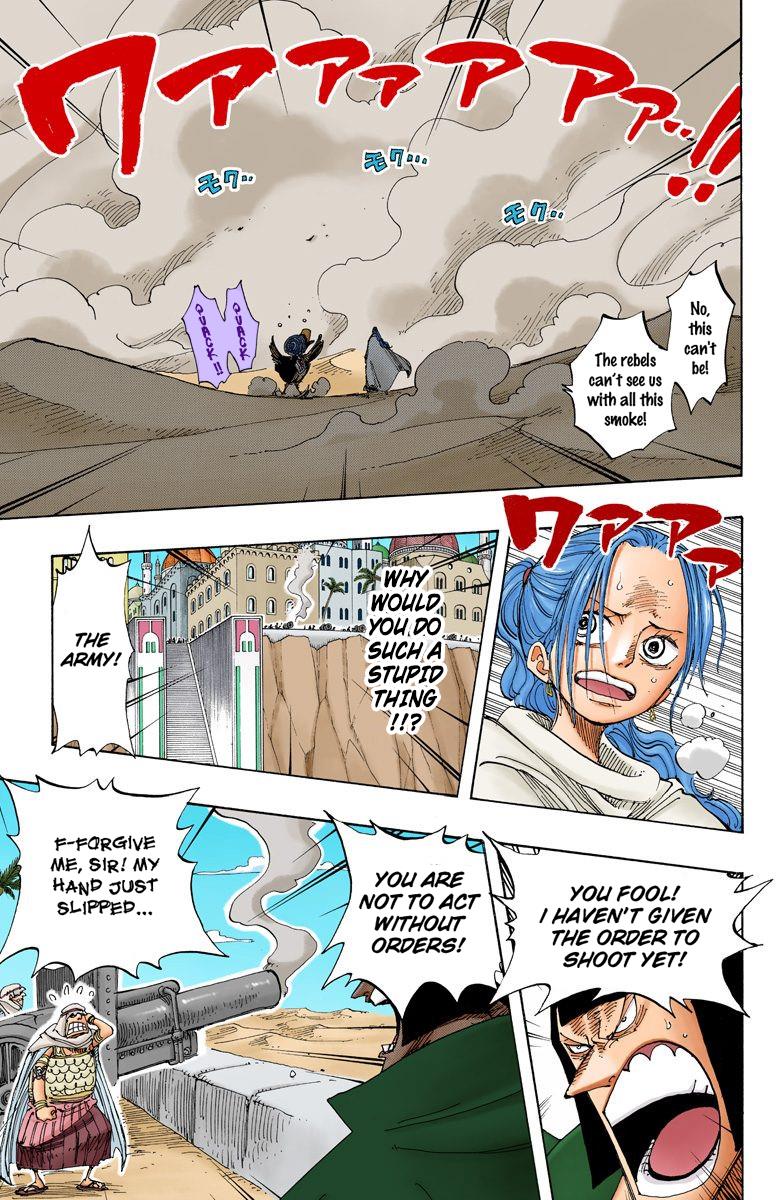 ワアアァアアァ…!!
モク…
モク…
モク…
No,
this
can't
be!
The rebels
can't see us
with all this
smoke!
QUACK
QUACK!!
ワアアァ
WHY
WOULD
YOU DO
SUCH A
STUPID
THING
!!?
THE
ARMY!
YOU FOOL!
I HAVEN'T GIVEN
THE ORDER TO
SHOOT YET!
YOU ARE
NOT TO ACT
WITHOUT
ORDERS!
F-FORGIVE
ME, SIR! MY
HAND JUST
SLIPPED...